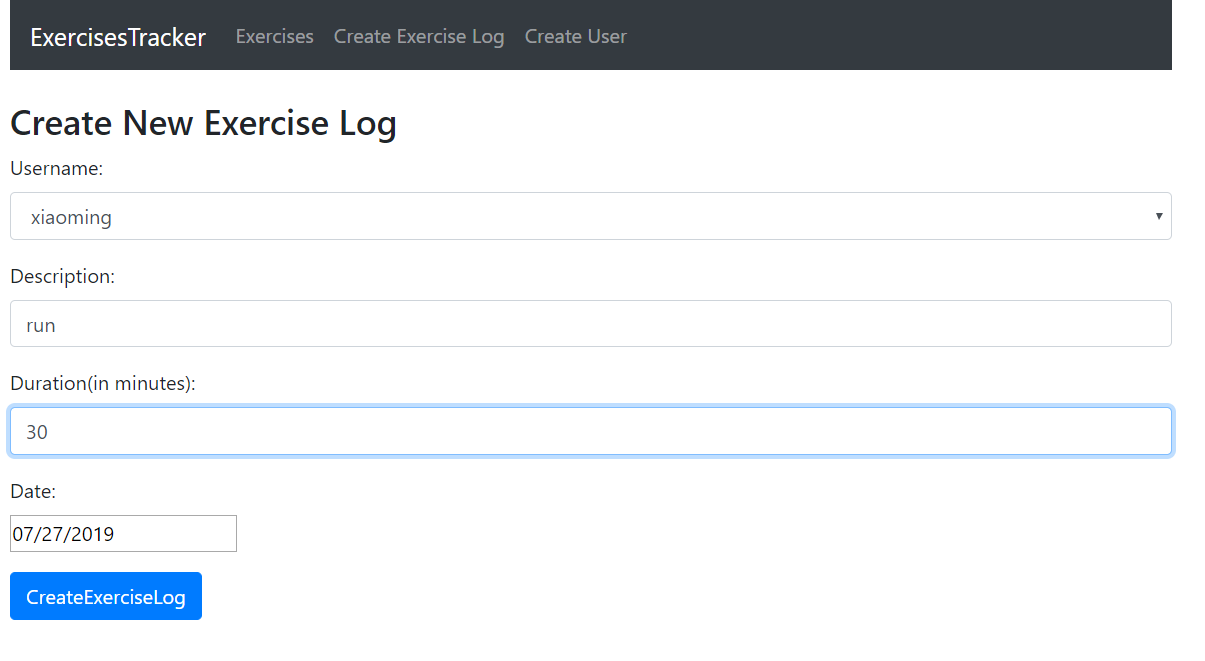 ExercisesTracker Exercises Create Exercise Log Create User
Create New Exercise Log
Username:
xiaoming
Description:
run
Duration(in minutes):
30
Date:
07/27/2019
CreateExerciseLog